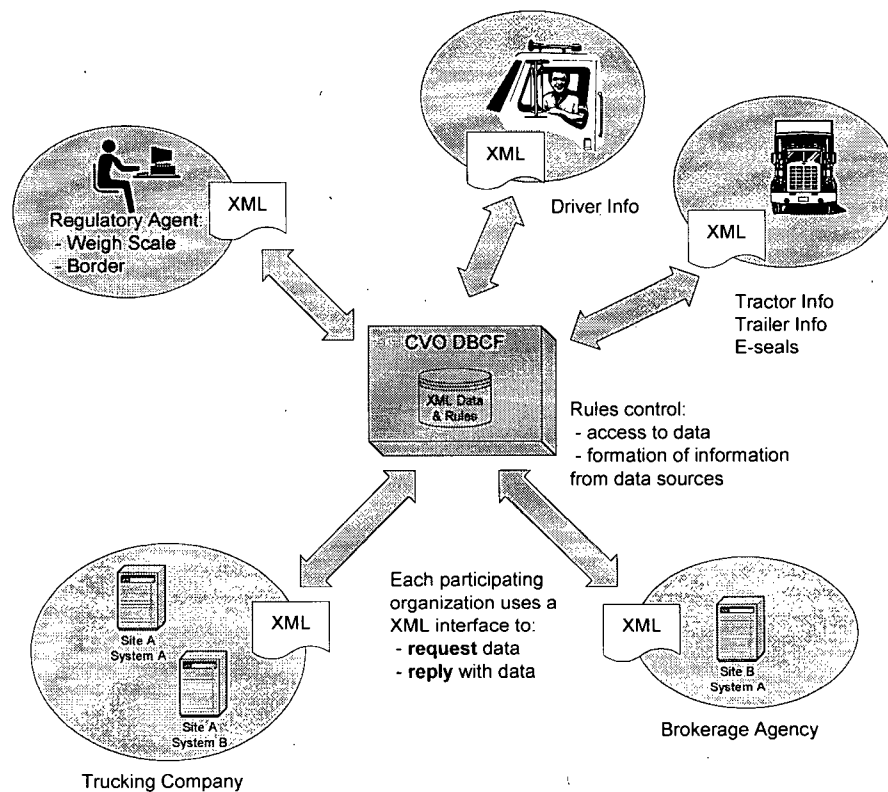 XML
Driver Info
XML
Regulatory Agent:
- Weigh Scale
- Border
XML
Tractor Info
Trailer Info
E-seals
CVO DBCF
XML Data
& Rules
Rules control:
- access to data
- formation of information
from data sources
Each participating
organization uses a
XML interface to:
- request data
- reply with data
Site A
System A
Site A
System B
XML
Trucking Company
XML
Site B
System A
Brokerage Agency